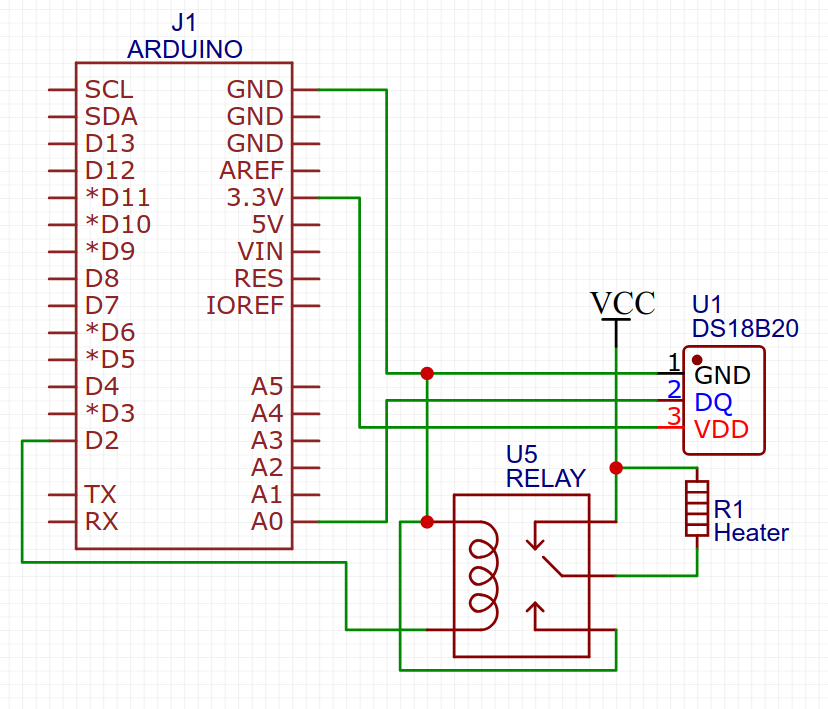 J1
ARDUINO
SCL GND
SDA GND
D13 GND
D12 AREF
*D11 3.3V
*D10 5V
*D9 VIN
D8 RES
D7 IOREF
*D6
*D5
D4 A5
*D3 A4
D2 A3
A2
TX A1
RX A0
VCC
U1
DS18B20
1 GND
2 DQ
3 VDD
U5
RELAY
R1
Heater